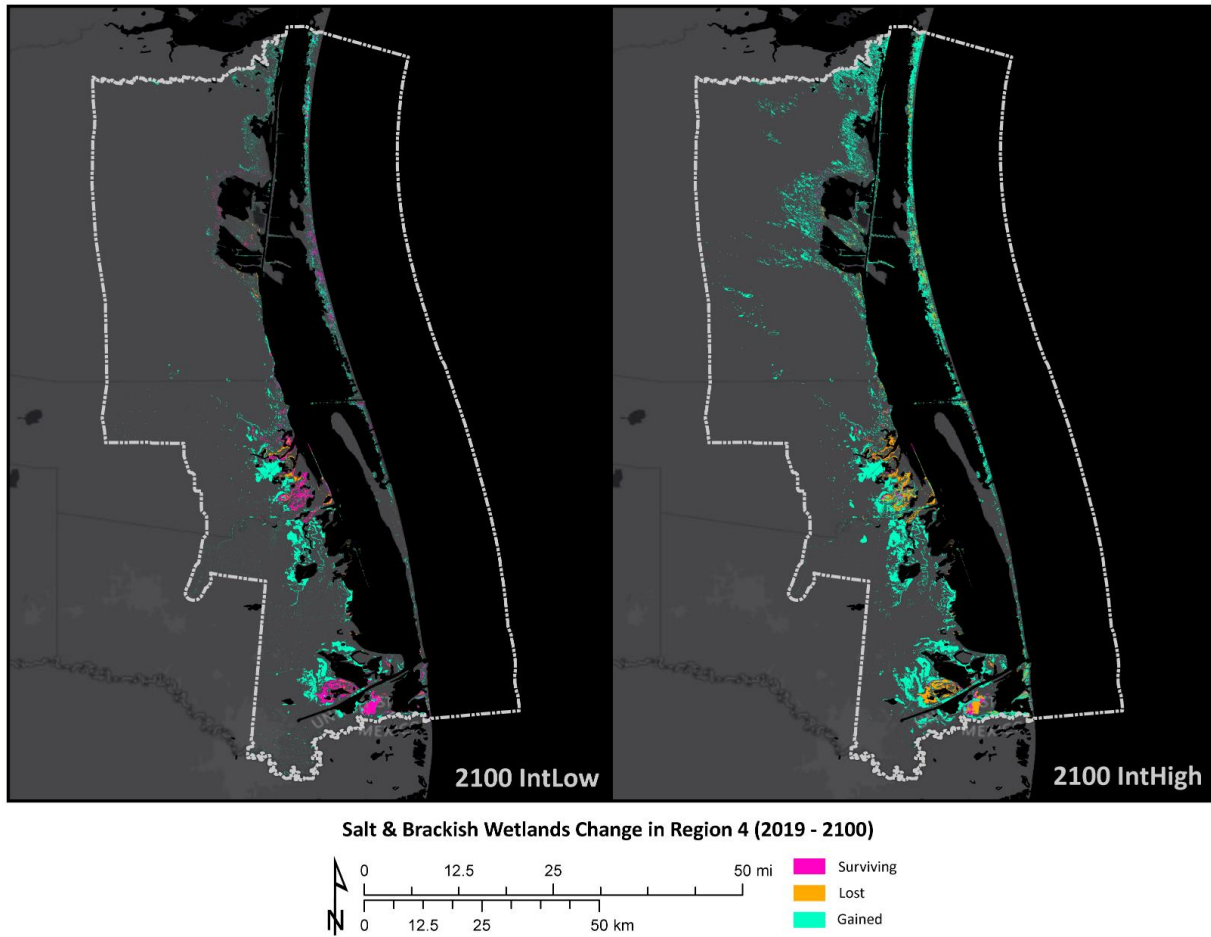 2100 IntLow
2100 IntHigh
Salt & Brackish Wetlands Change in Region 4 (2019 - 2100)
0 12.5 25 50 mi
0 12.5 25 50 km
N
Surviving
Lost
Gained